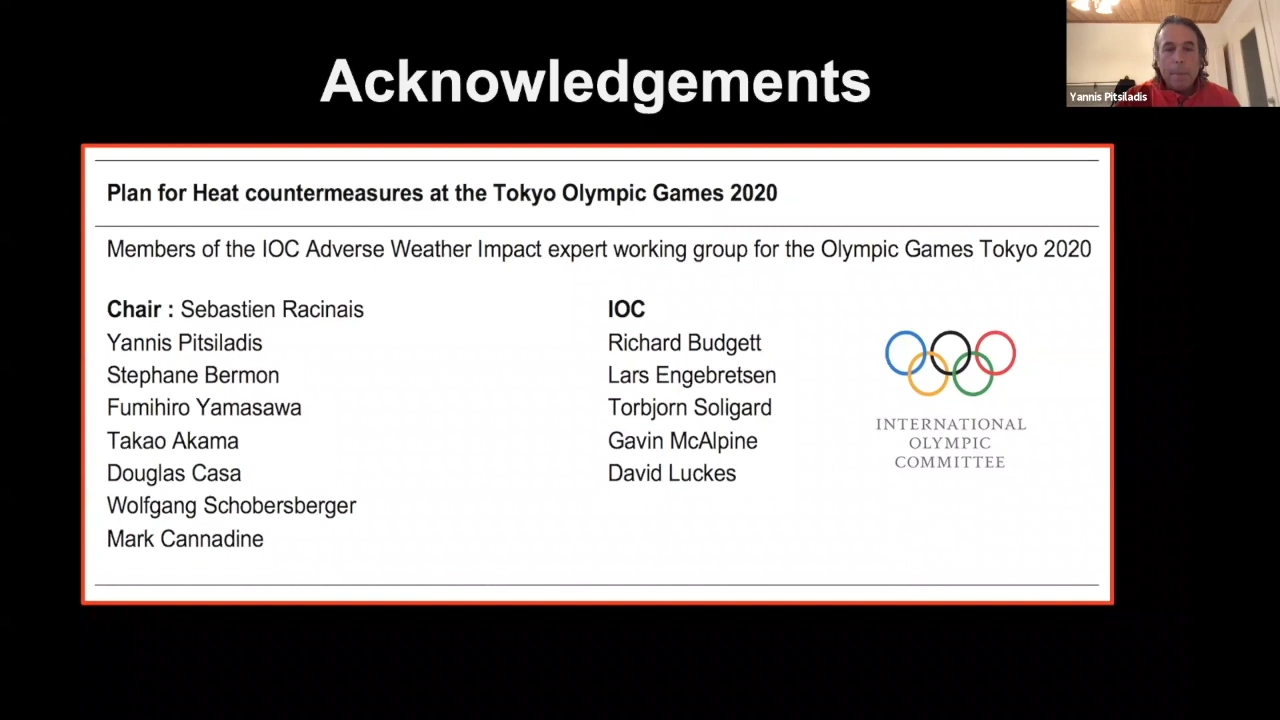 Acknowledgements
Yannis Pitsiladis
Plan for Heat countermeasures at the Tokyo Olympic Games 2020
Members of the IOC Adverse Weather Impact expert working group for the Olympic Games Tokyo 2020
Chair : Sebastien Racinais
Yannis Pitsiladis
Stephane Bermon
Fumihiro Yamasawa
Takao Akama
Douglas Casa
Wolfgang Schobersberger
Mark Cannadine
IOC
Richard Budgett
Lars Engebretsen
Torbjorn Soligard
Gavin McAlpine
David Luckes
INTERNATIONAL
OLYMPIC
COMMITTEE